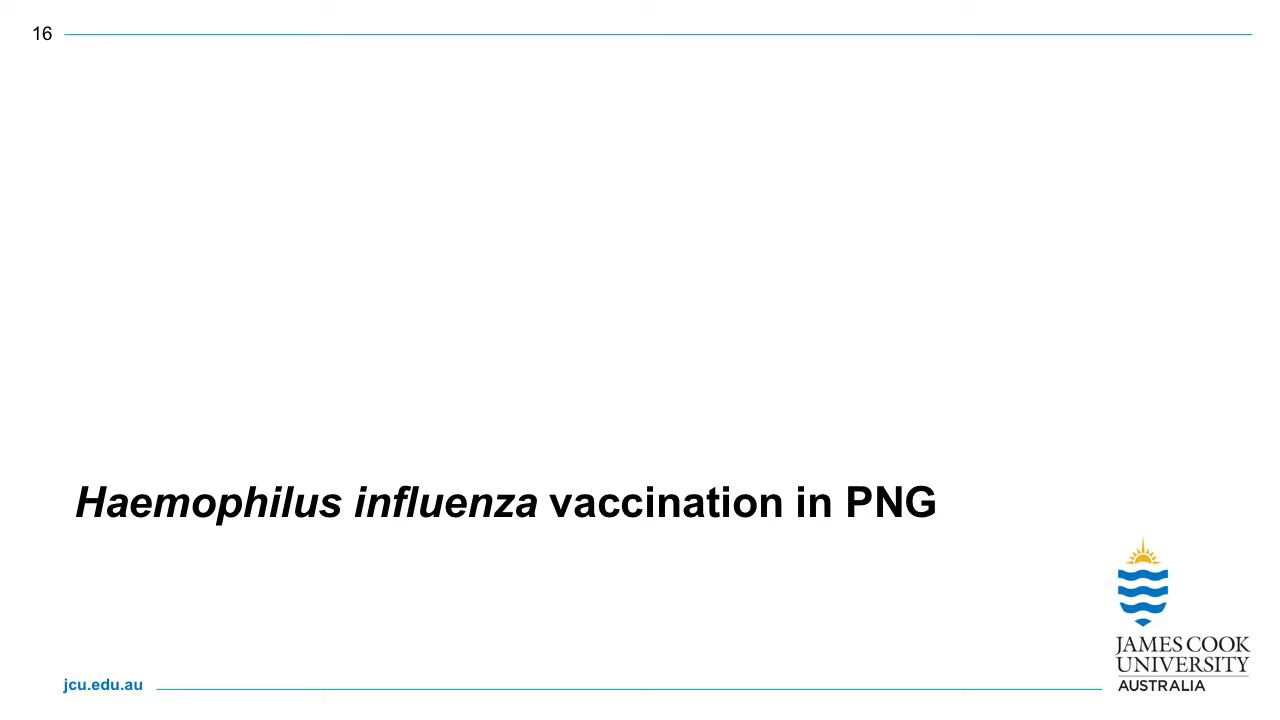 16
Haemophilus influenza vaccination in PNG
JAMES COOK
UNIVERSITY
AUSTRALIA
jcu.edu.au